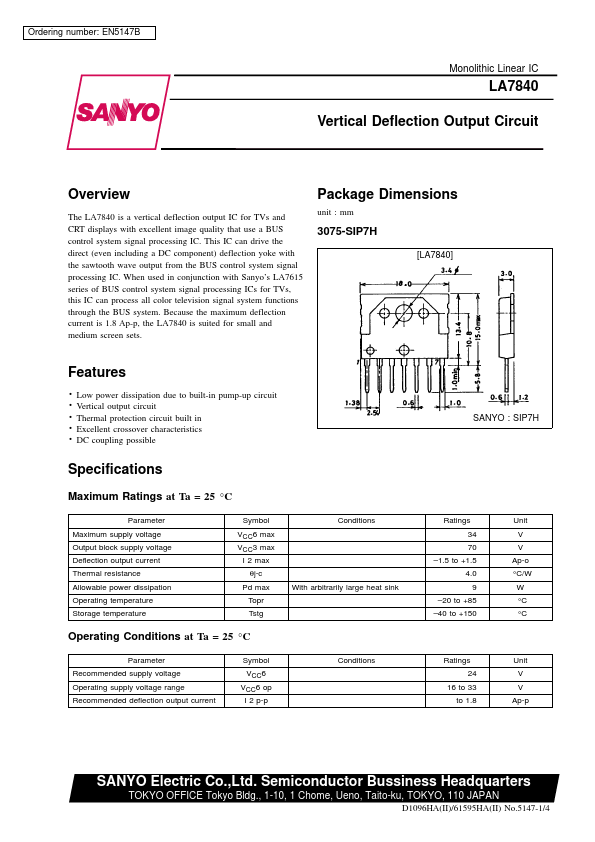 Ordering number: EN5147B
Monolithic Linear IC
LA7840
SANYO
Vertical Deflection Output Circuit
Overview
The LA7840 is a vertical deflection output IC for TVs and
CRT displays with excellent image quality that use a BUS
control system signal processing IC. This IC can drive the
direct (even including a DC component) deflection yoke with
the sawtooth wave output from the BUS control system signal
processing IC. When used in conjunction with Sanyo's LA7615
series of BUS control system signal processing ICs for TVs,
this IC can process all color television signal system functions
through the BUS system. Because the maximum deflection
current is 1.8 Ap-p, the LA7840 is suited for small and
medium screen sets.
Features
• Low power dissipation due to built-in pump-up circuit
• Vertical output circuit
• Thermal protection circuit built in
• Excellent crossover characteristics
• DC coupling possible
Package Dimensions
unit : mm
3075-SIP7H
[LA7840]
3.4 ø
3.0
18.0
13.4
10.8
15.0max
1
7
1.0min
5.8
1.38
2.54
0.6
1.0
0.6
1.2
SANYO : SIP7H
Specifications
Maximum Ratings at Ta = 25 °C
Parameter Symbol Conditions Ratings Unit
Maximum supply voltage VCC6 max 34 V
Output block supply voltage VCC3 max 70 V
Deflection output current I 2 max –1.5 to +1.5 Ap-o
Thermal resistance θj-c 4.0 °C/W
Allowable power dissipation Pd max With arbitrarily large heat sink 9 W
Operating temperature Topr –20 to +85 °C
Storage temperature Tstg –40 to +150 °C
Operating Conditions at Ta = 25 °C
Parameter Symbol Conditions Ratings Unit
Recommended supply voltage VCC6 24 V
Operating supply voltage range VCC6 op 16 to 33 V
Recommended deflection output current I 2 p-p to 1.8 Ap-p
SANYO Electric Co.,Ltd. Semiconductor Bussiness Headquarters
TOKYO OFFICE Tokyo Bldg., 1-10, 1 Chome, Ueno, Taito-ku, TOKYO, 110 JAPAN
D1096HA(II)/61595HA(II) No.5147-1/4